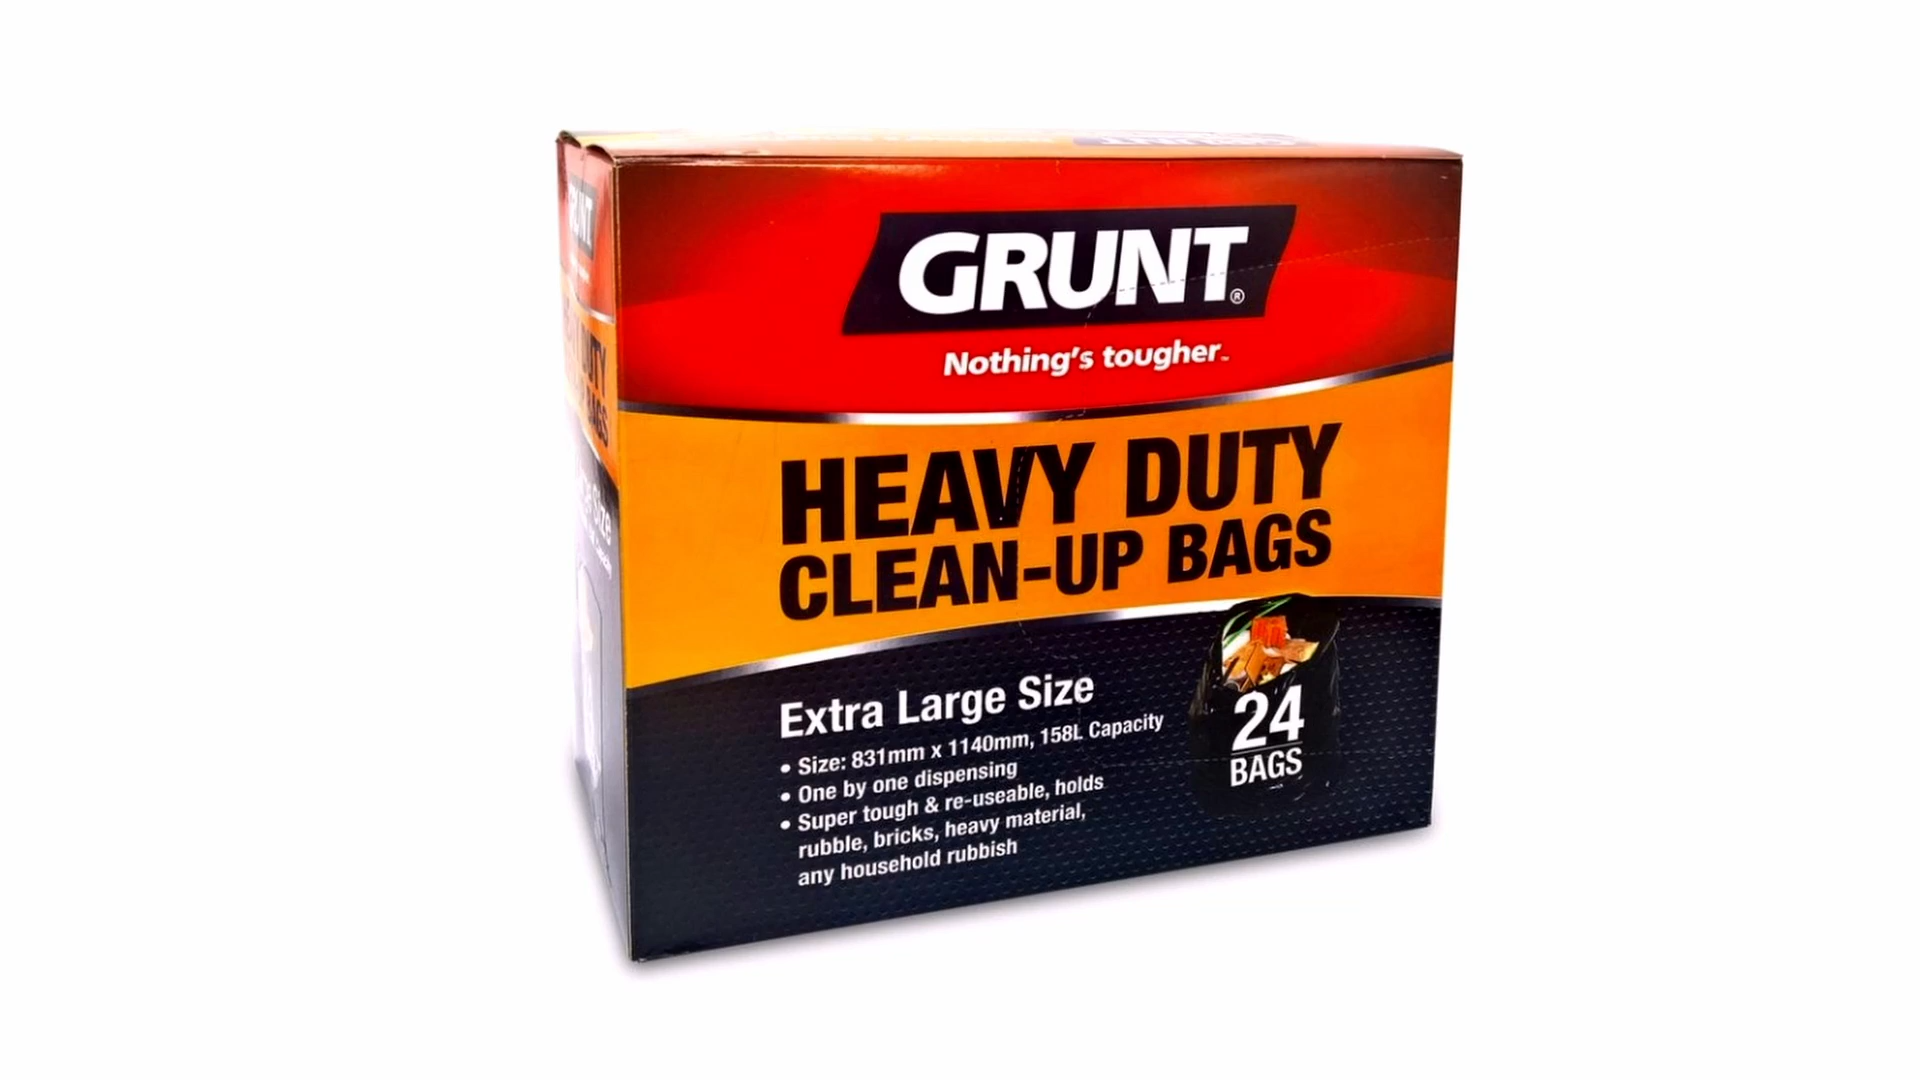 GRUNT®
Nothing's tougher™
HEAVY DUTY
CLEAN-UP BAGS
Extra Large Size
• Size: 831mm x 1140mm, 158L Capacity
• One by one dispensing
• Super tough & re-useable, holds
rubble, bricks, heavy material,
any household rubbish
24
BAGS